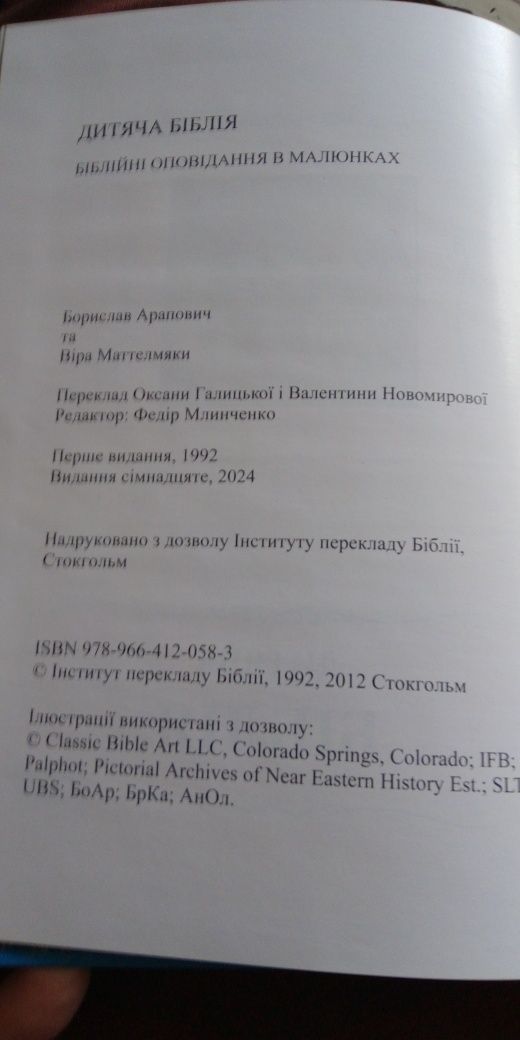 ДИТЯЧА БІБЛІЯ
БІБЛІЙНІ ОПОВІДАННЯ В МАЛЮНКАХ
Борислав Арапович
та
Віра Маттелмяки
Переклад Оксани Галицької і Валентини Новомирової
Редактор: Федір Млинченко
Перше видання, 1992
Видання сімнадцяте, 2024
Надруковано з дозволу Інституту перекладу Біблії,
Стокгольм
ISBN 978-966-412-058-3
© Інститут перекладу Біблії, 1992, 2012 Стокгольм
Ілюстрації використані з дозволу:
© Classic Bible Art LLC, Colorado Springs, Colorado; IFB;
Palphot; Pictorial Archives of Near Eastern History Est.; SLT
UBS; БоАр; БрКа; АнОл.